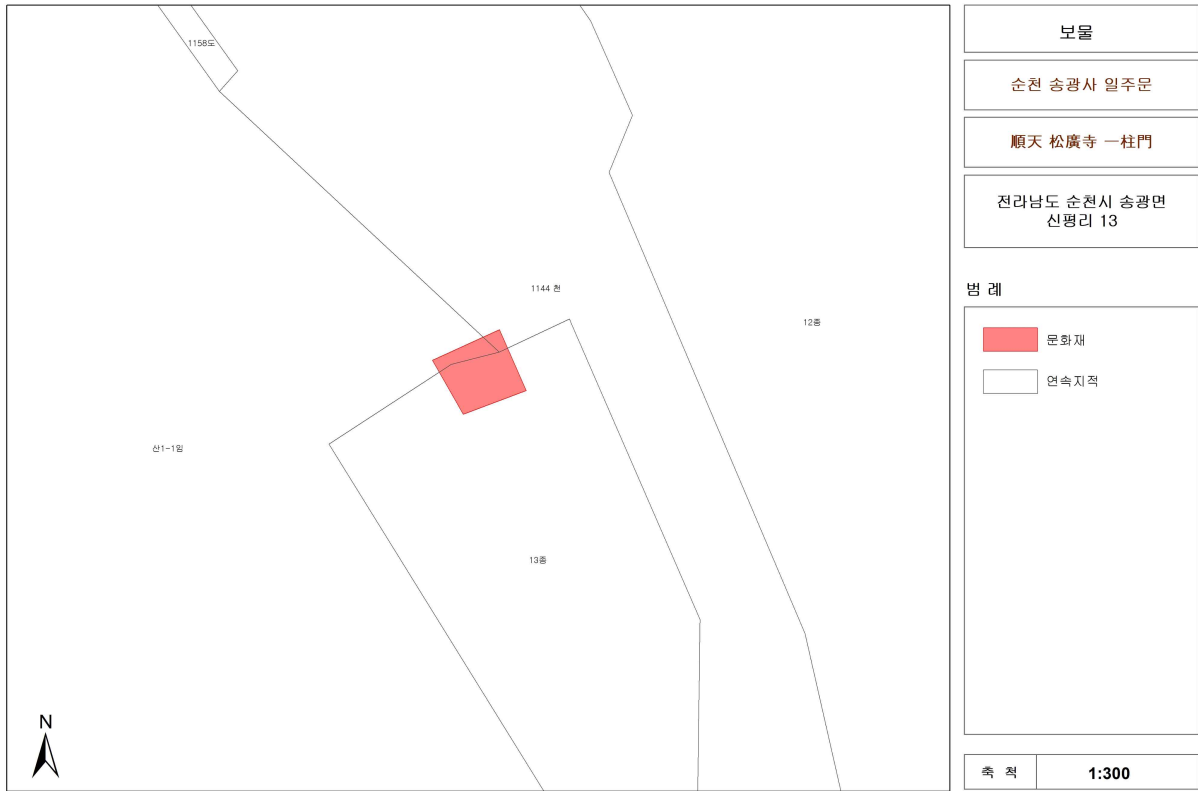 1158도
1144 천
12종
산1-1임
13종
N
보물
순천 송광사 일주문
順天 松廣寺 一柱門
전라남도 순천시 송광면
신평리 13
범 례
문화재
연속지적
축 척 1:300